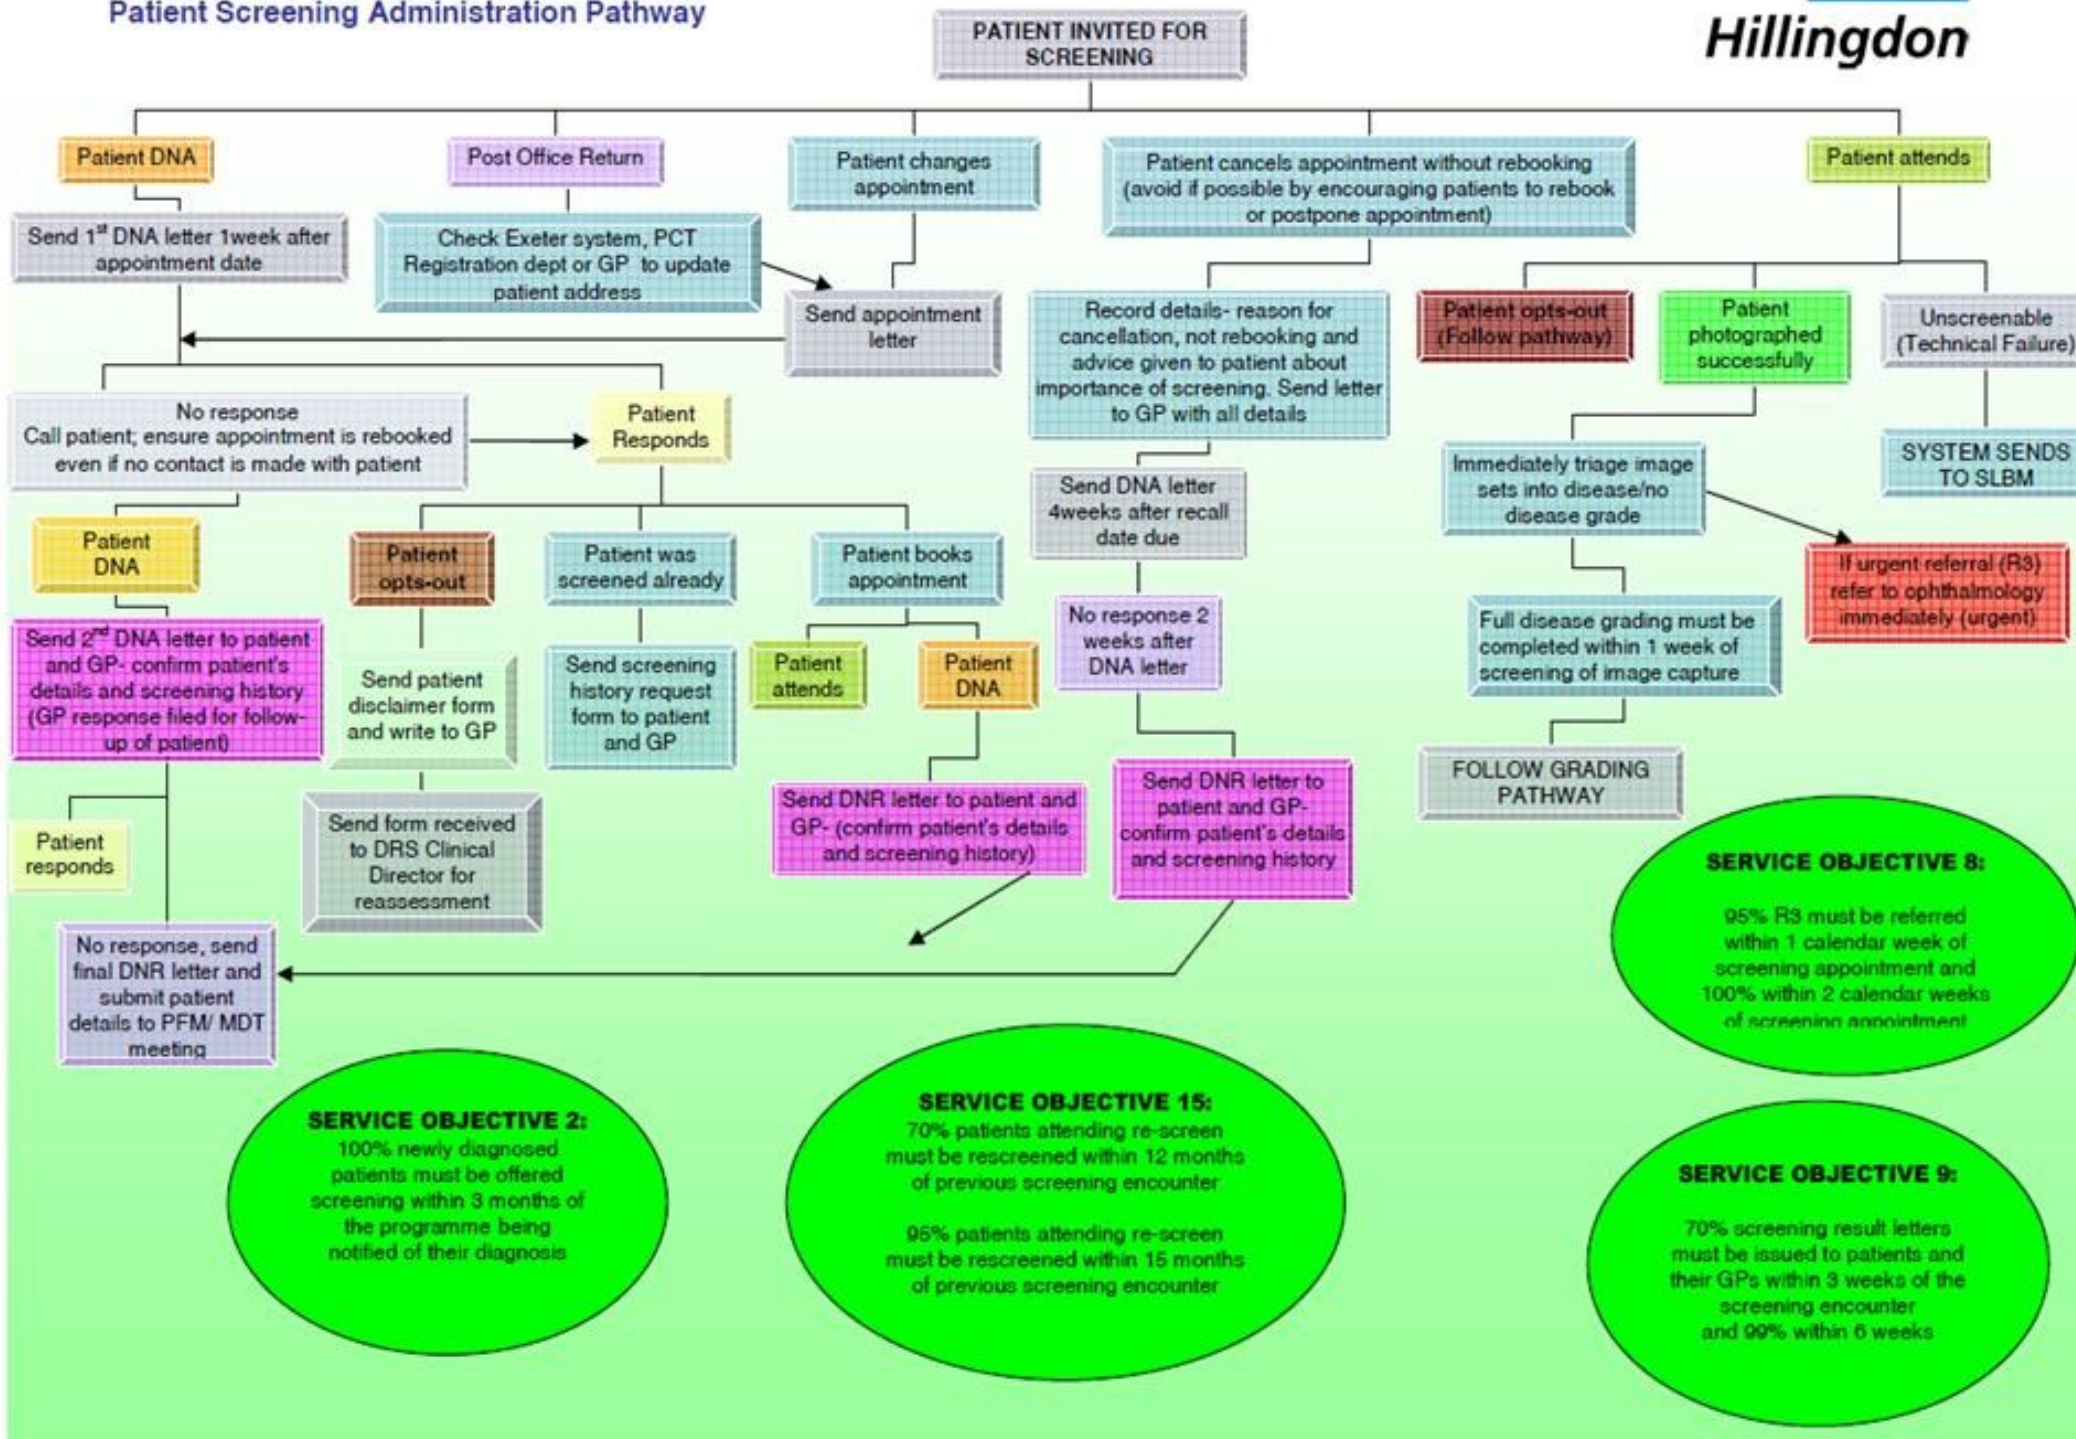 Patient Screening Administration Pathway
Hillingdon
PATIENT INVITED FOR
SCREENING
Patient DNA
Post Office Return
Patient changes
appointment
Patient cancels appointment without rebooking
(avoid if possible by encouraging patients to rebook
or postpone appointment)
Patient attends
Send 1st DNA letter 1week after
appointment date
Check Exeter system, PCT
Registration dept or GP to update
patient address
Send appointment
letter
Record details- reason for
cancellation, not rebooking and
advice given to patient about
importance of screening. Send letter
to GP with all details
Patient opts-out
(Follow pathway)
Patient
photographed
successfully
Unscreenable
(Technical Failure)
No response
Call patient; ensure appointment is rebooked
even if no contact is made with patient
Patient
Responds
Send DNA letter
4weeks after recall
date due
Immediately triage image
sets into disease/no
disease grade
SYSTEM SENDS
TO SLBM
Patient
DNA
Patient
opts-out
Patient was
screened already
Patient books
appointment
If urgent referral (R3)
refer to ophthalmology
immediately (urgent)
No response 2
weeks after
DNA letter
Full disease grading must be
completed within 1 week of
screening of image capture
Send 2nd DNA letter to patient
and GP- confirm patient's
details and screening history
(GP response filed for follow-
up of patient)
Send patient
disclaimer form
and write to GP
Send screening
history request
form to patient
and GP
Patient
attends
Patient
DNA
FOLLOW GRADING
PATHWAY
Send DNR letter to patient and
GP- (confirm patient's details
and screening history)
Send DNR letter to
patient and GP-
confirm patient's details
and screening history
Patient
responds
Send form received
to DRS Clinical
Director for
reassessment
No response, send
final DNR letter and
submit patient
details to PFM/ MDT
meeting
SERVICE OBJECTIVE 8:
95% R3 must be referred
within 1 calendar week of
screening appointment and
100% within 2 calendar weeks
of screening appointment
SERVICE OBJECTIVE 2:
100% newly diagnosed
patients must be offered
screening within 3 months of
the programme being
notified of their diagnosis
SERVICE OBJECTIVE 15:
70% patients attending re-screen
must be rescreened within 12 months
of previous screening encounter
95% patients attending re-screen
must be rescreened within 15 months
of previous screening encounter
SERVICE OBJECTIVE 9:
70% screening result letters
must be issued to patients and
their GPs within 3 weeks of the
screening encounter
and 99% within 6 weeks